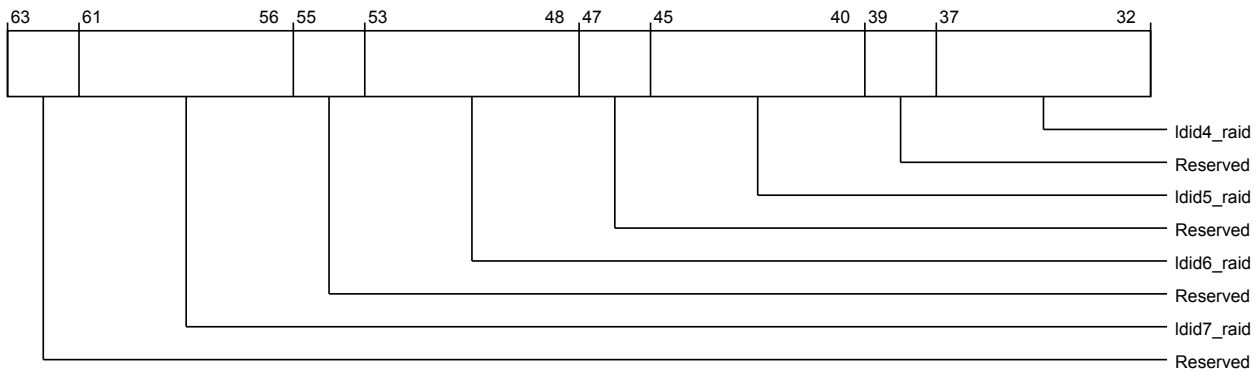 63 61 56 55 53 48 47 45 40 39 37 32
ldid4_raid
Reserved
ldid5_raid
Reserved
ldid6_raid
Reserved
ldid7_raid
Reserved